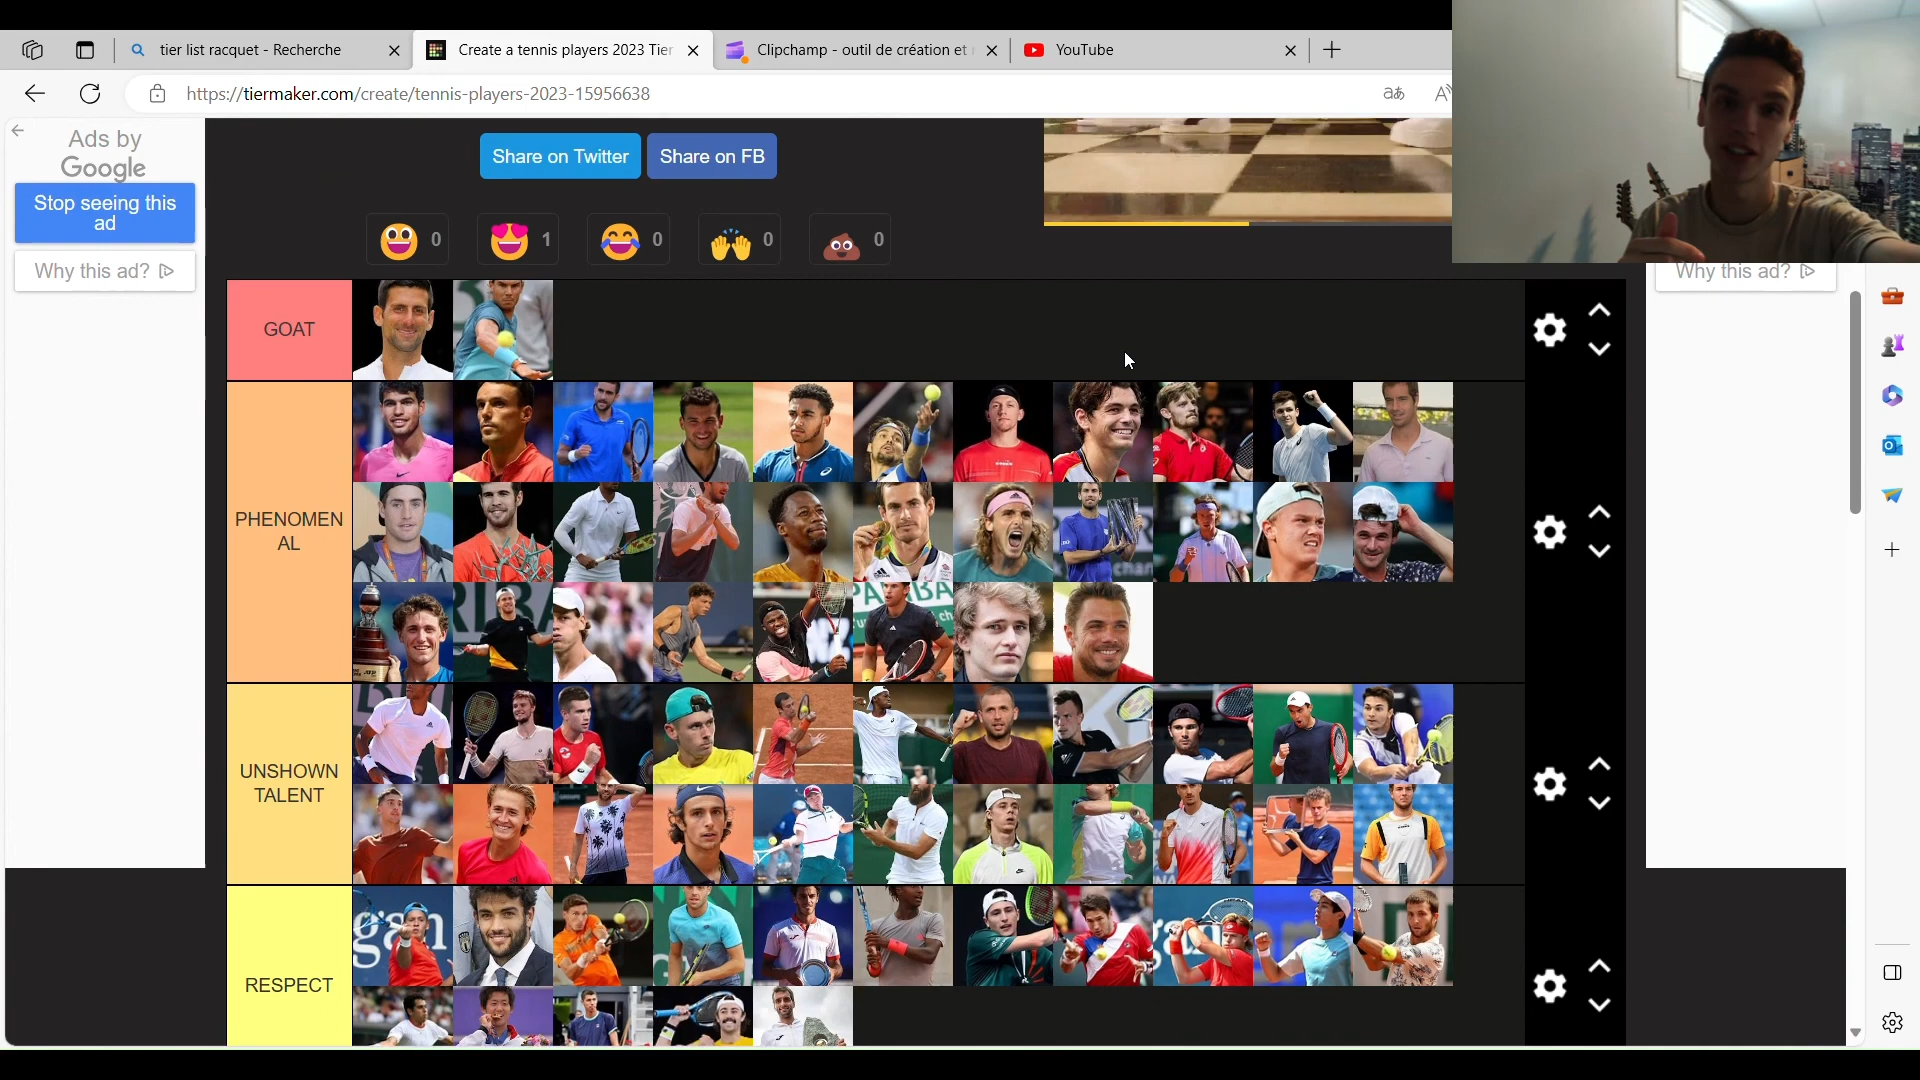 tier list racquet - Recherche
Create a tennis players 2023 Tier
Clipchamp - outil de création et
YouTube
https://tiermaker.com/create/tennis-players-2023-15956638
Ads by
Google
Stop seeing this
ad
Why this ad?
Share on Twitter
Share on FB
0
1
0
0
0
Why this ad?
GOAT
PHENOMEN
AL
UNSHOWN
TALENT
RESPECT